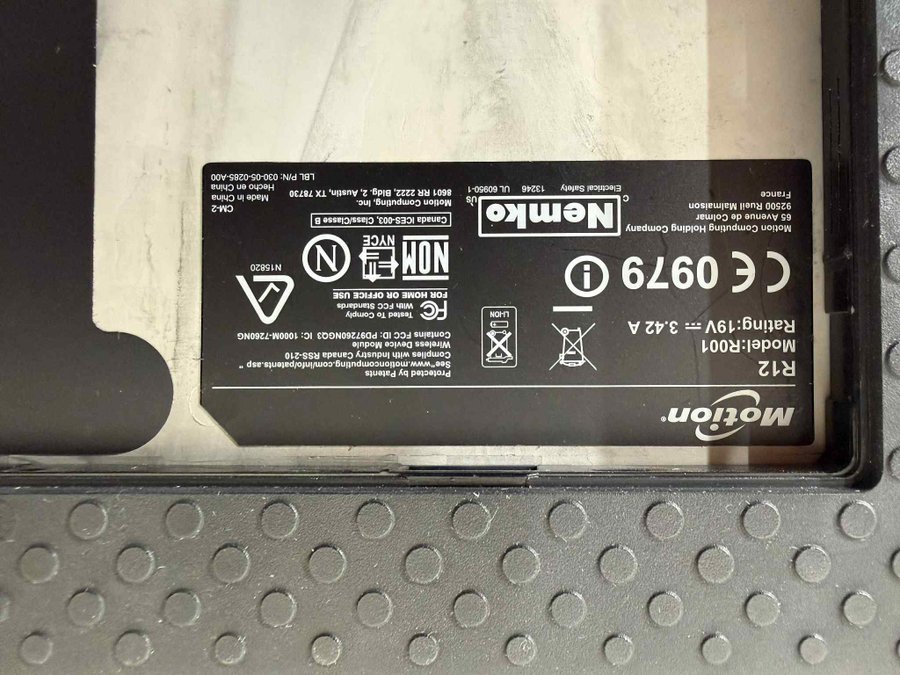 Motion®
R12
Model:R001
Rating:19V 3.42 A
Protected by Patents
See"www.motioncomputing.com/info/patents.asp "
Complies with Industry Canada RSS-210
Wireless Device Module
Contains FCC ID: PD97260NGQ3 IC: 1000M-7260NG
Li-ION
CE 0979
FC Tested To Comply
With FCC Standards
FOR HOME OR OFFICE USE
N15820
NOM
NYCE
N
Canada ICES-003, Class/Classe B
Motion Computing Holding Company
65 Avenue de Colmar
92500 Rueil Malmaison
France
Nemko
C US
Electrical Safety
13246 UL 60950-1
Motion Computing, Inc.
8601 RR 2222, Bldg. 2, Austin, TX 78730
CM-2
Made in China
Hecho en China
LBL P/N: 030-05-0285-A00